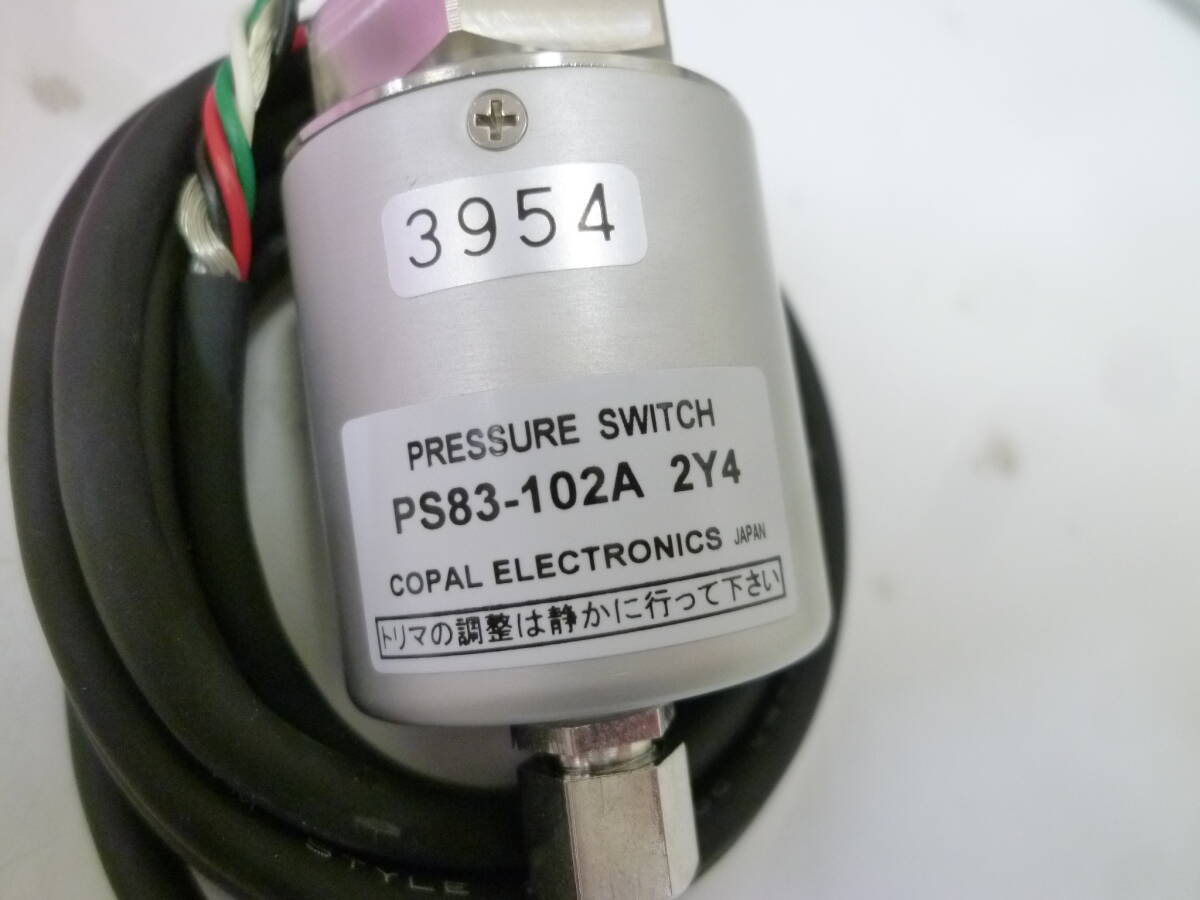 3954
PRESSURE SWITCH
PS83-102A 2Y4
COPAL ELECTRONICS JAPAN
トリマの調整は静かに行って下さい
STYLE